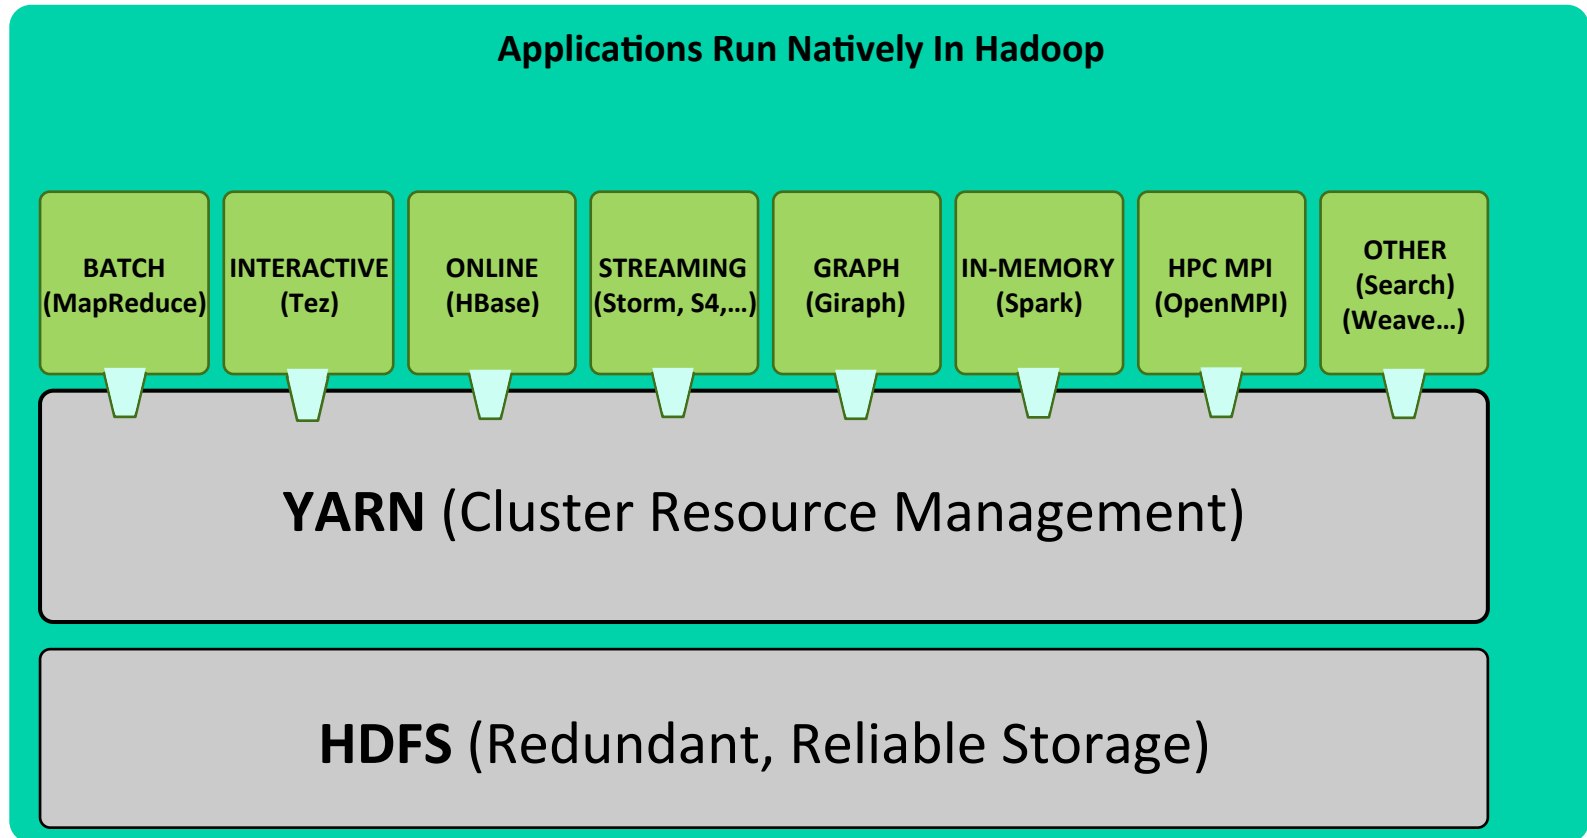 Applications Run Natively In Hadoop
BATCH
(MapReduce)
INTERACTIVE
(Tez)
ONLINE
(HBase)
STREAMING
(Storm, S4,...)
GRAPH
(Giraph)
IN-MEMORY
(Spark)
HPC MPI
(OpenMPI)
OTHER
(Search)
(Weave...)
YARN (Cluster Resource Management)
HDFS (Redundant, Reliable Storage)